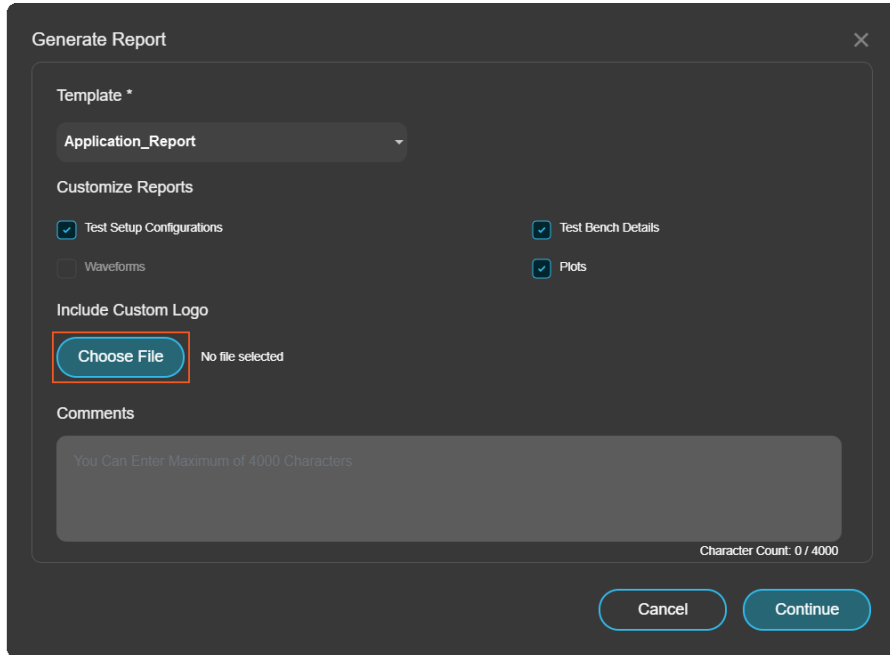 Generate Report
Template *
Application_Report
Customize Reports
Test Setup Configurations
Test Bench Details
Waveforms
Plots
Include Custom Logo
Choose File
No file selected
Comments
You Can Enter Maximum of 4000 Characters
Character Count: 0 / 4000
Cancel
Continue